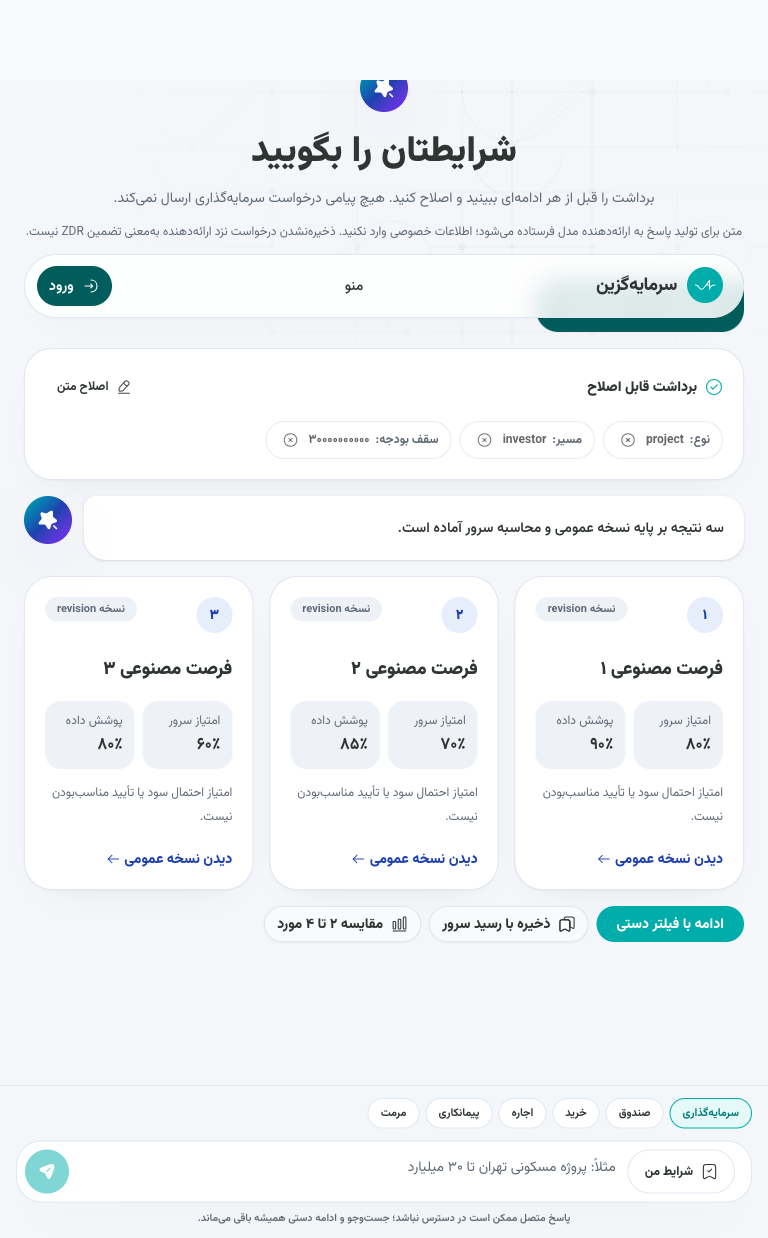 شرایطتان را بگویید
برداشت را قبل از هر ادامه‌ای ببینید و اصلاح کنید. هیچ پیامی درخواست سرمایه‌گذاری ارسال نمی‌کند.
متن برای تولید پاسخ به ارائه‌دهنده مدل فرستاده می‌شود؛ اطلاعات خصوصی وارد نکنید. ذخیره‌نشدن درخواست نزد ارائه‌دهنده به‌معنی تضمین ZDR نیست.
سرمایه‌گزین
منو
ورود
برداشت قابل اصلاح
اصلاح متن
نوع: project
مسیر: investor
سقف بودجه: ۳۰۰۰۰۰۰۰۰۰۰
سه نتیجه بر پایه نسخه عمومی و محاسبه سرور آماده است.
۱
نسخه revision
فرصت مصنوعی ۱
امتیاز سرور
۸۰٪
پوشش داده
۹۰٪
امتیاز احتمال سود یا تأیید مناسب‌بودن
نیست.
دیدن نسخه عمومی ←
۲
نسخه revision
فرصت مصنوعی ۲
امتیاز سرور
۷۰٪
پوشش داده
۸۵٪
امتیاز احتمال سود یا تأیید مناسب‌بودن
نیست.
دیدن نسخه عمومی ←
۳
نسخه revision
فرصت مصنوعی ۳
امتیاز سرور
۶۰٪
پوشش داده
۸۰٪
امتیاز احتمال سود یا تأیید مناسب‌بودن
نیست.
دیدن نسخه عمومی ←
ادامه با فیلتر دستی
ذخیره با رسید سرور
مقایسه ۲ تا ۴ مورد
سرمایه‌گذاری
صندوق
خرید
اجاره
پیمانکاری
مرمت
شرایط من
مثلاً: پروژه مسکونی تهران تا ۳۰ میلیارد
پاسخ متصل ممکن است در دسترس نباشد؛ جست‌وجو و ادامه دستی همیشه باقی می‌ماند.